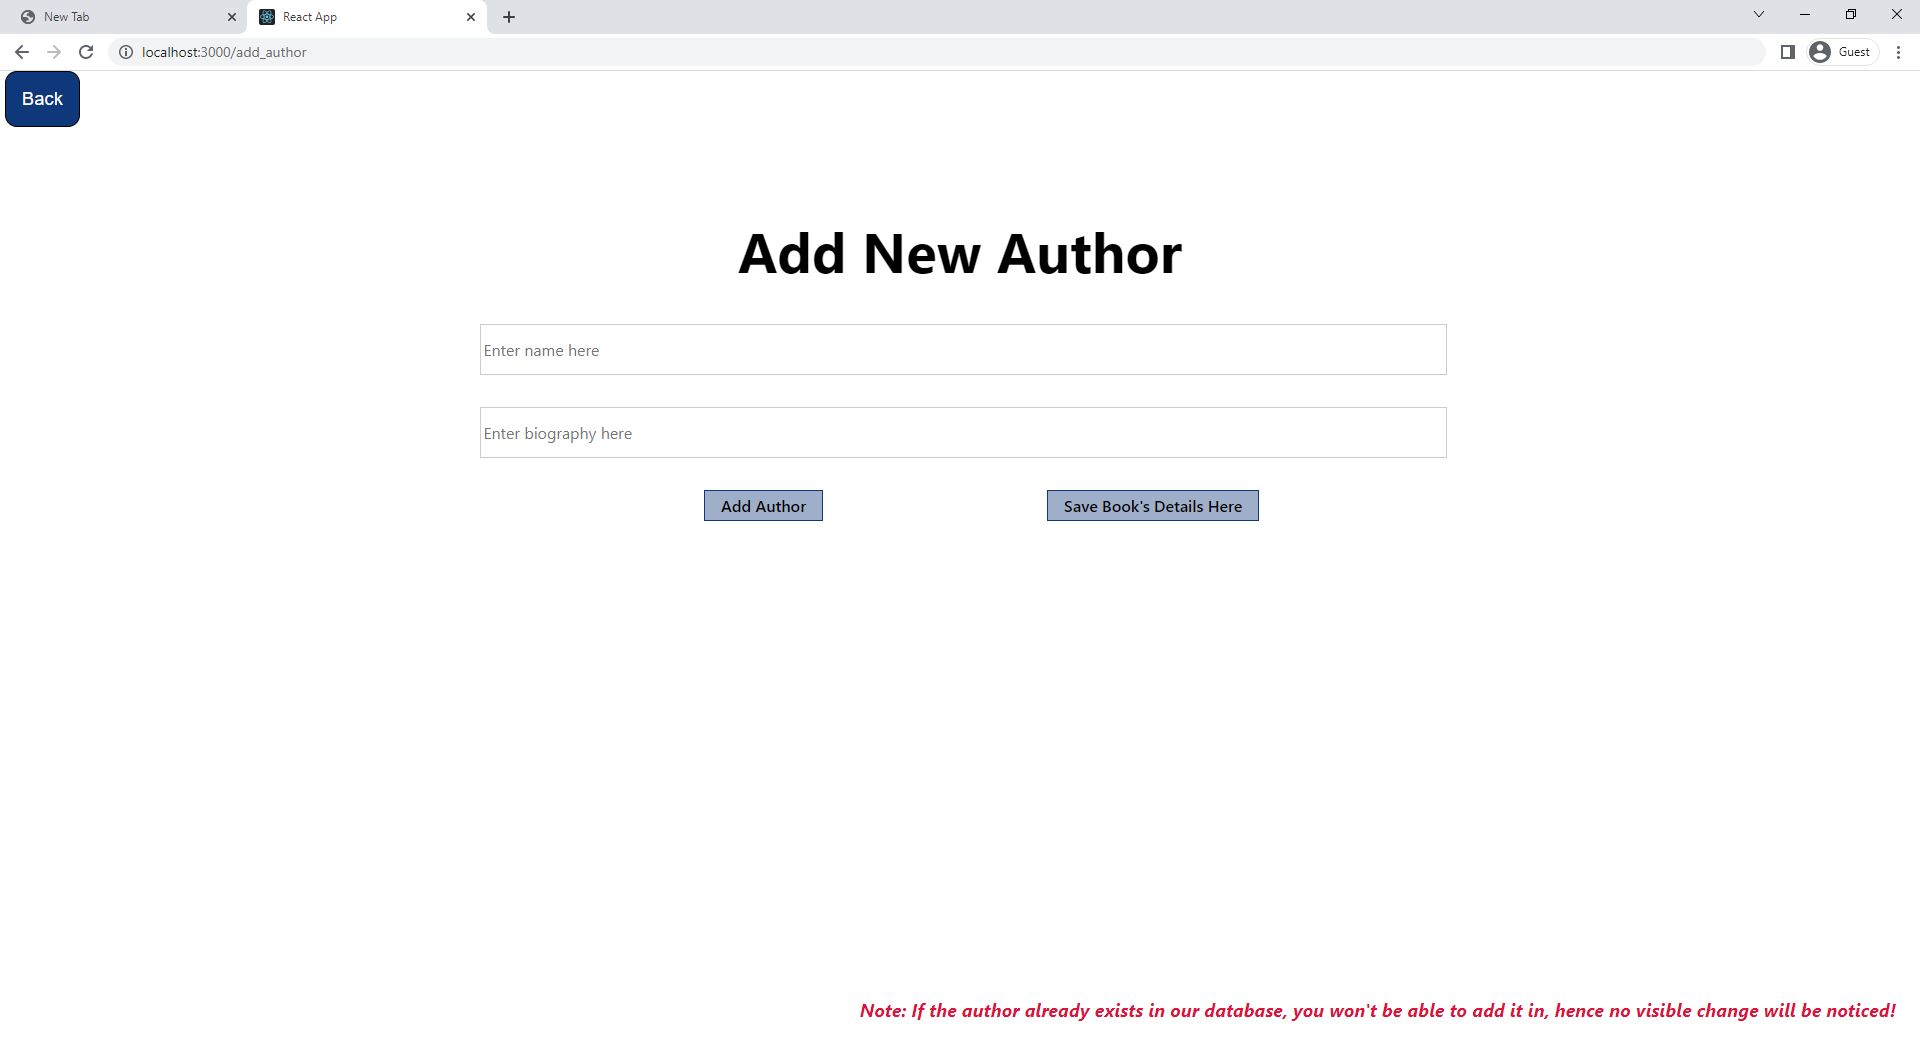 New Tab
React App
localhost:3000/add_author
Guest
Back
Add New Author
Enter name here
Enter biography here
Add Author
Save Book's Details Here
Note: If the author already exists in our database, you won't be able to add it in, hence no visible change will be noticed!